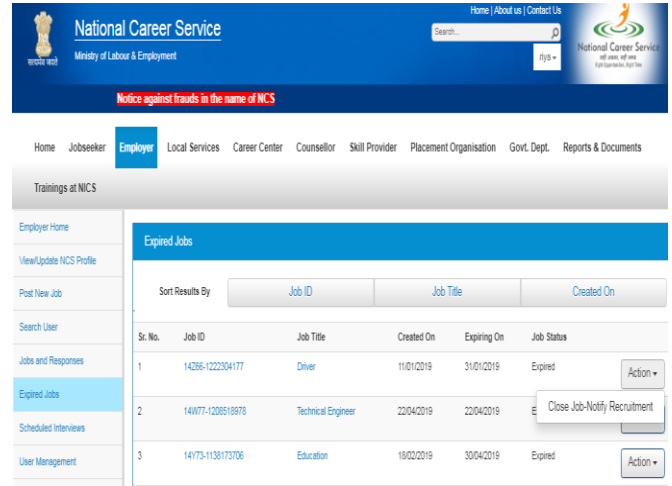 Home | About us | Contact Us
National Career Service
Ministry of Labour & Employment
सत्यमेव जयते
Search...
riya
National Career Service
Notice against frauds in the name of NCS
Home Jobseeker Employer Local Services Career Center Counsellor Skill Provider Placement Organisation Govt. Dept. Reports & Documents
Trainings at NICS
Employer Home
View/Update NCS Profile
Post New Job
Search User
Jobs and Responses
Expired Jobs
Scheduled Interviews
User Management
Expired Jobs
Sort Results By Job ID Job Title Created On
Sr. No. Job ID Job Title Created On Expiring On Job Status
1 14Z66-1222304177 Driver 11/01/2019 31/01/2019 Expired Action
Close Job-Notify Recruitment
2 14W77-1208518978 Technical Engineer 22/04/2019 22/04/2019 E
3 14Y73-1138173706 Education 18/02/2019 30/04/2019 Expired Action